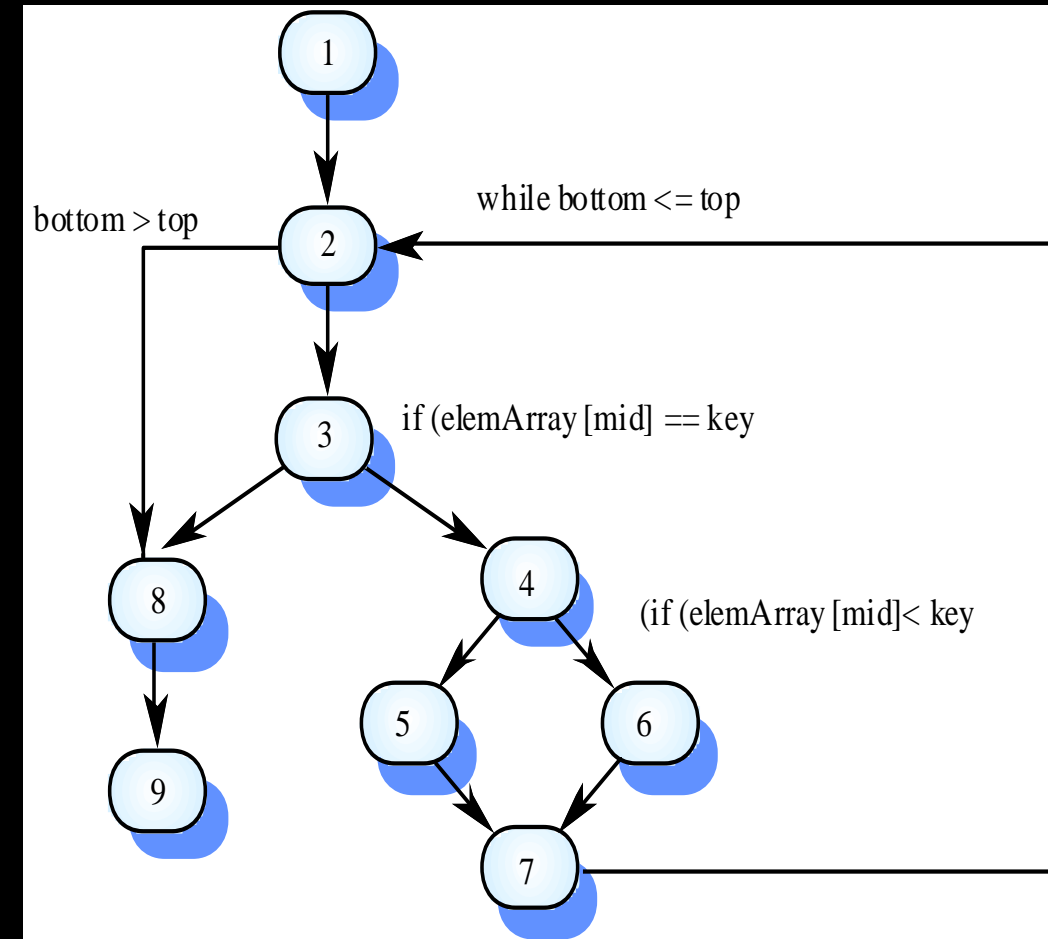 1
while bottom <= top
bottom > top
2
3
if (elemArray [mid] == key
4
8
(if (elemArray [mid]< key
5
6
9
7